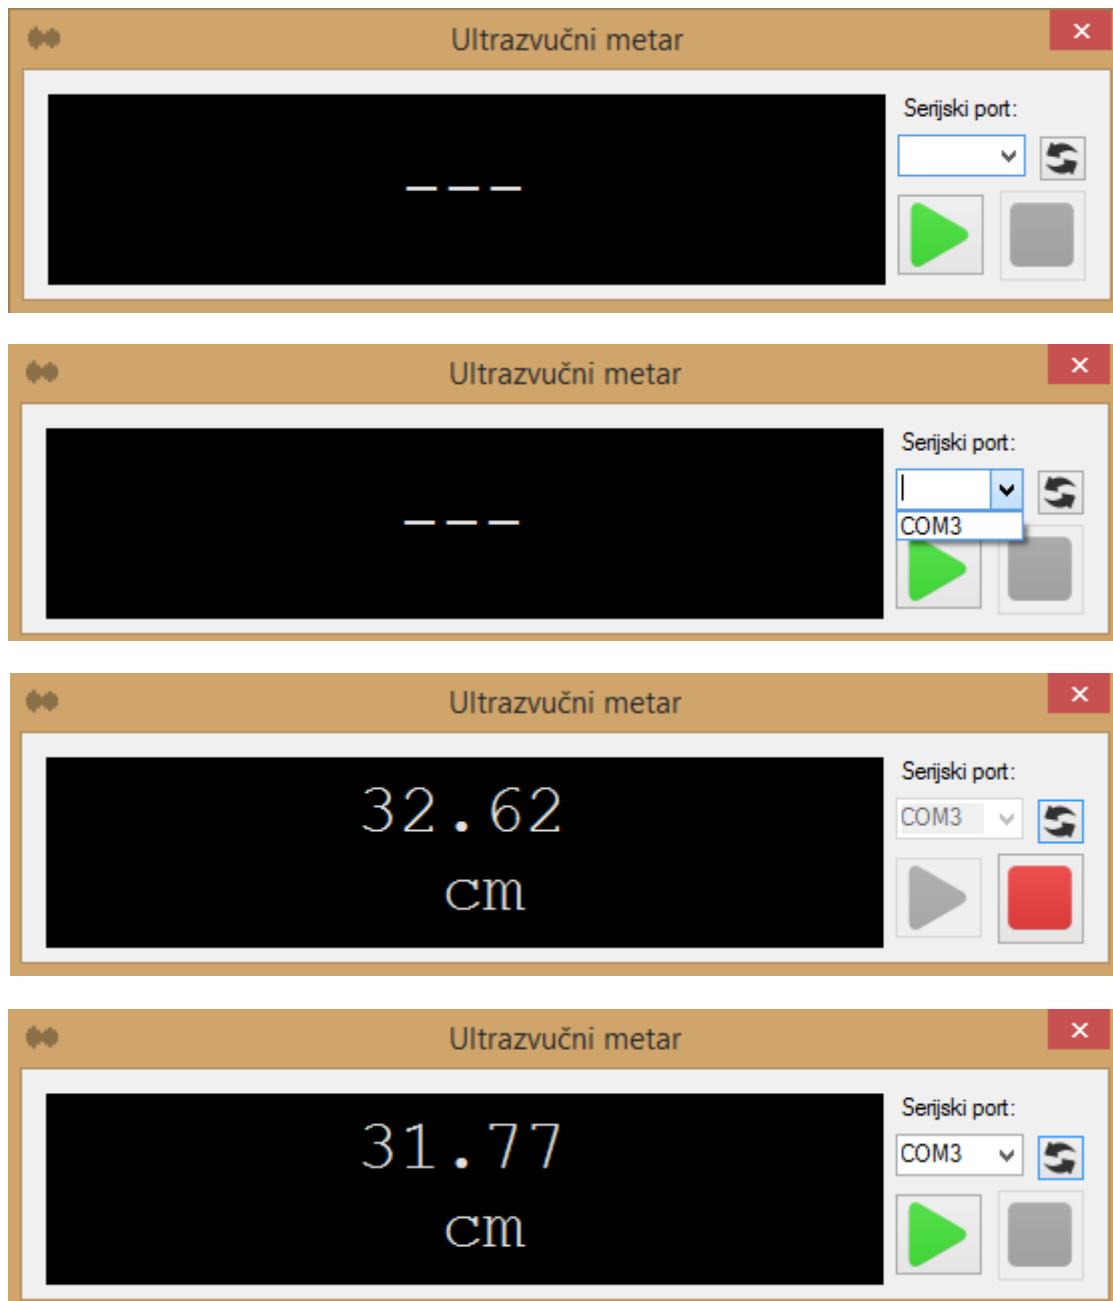 Ultrazvučni metar
Serijski port:
---
Ultrazvučni metar
Serijski port:
---
COM3
Ultrazvučni metar
Serijski port:
32.62
COM3
cm
Ultrazvučni metar
Serijski port:
31.77
COM3
cm